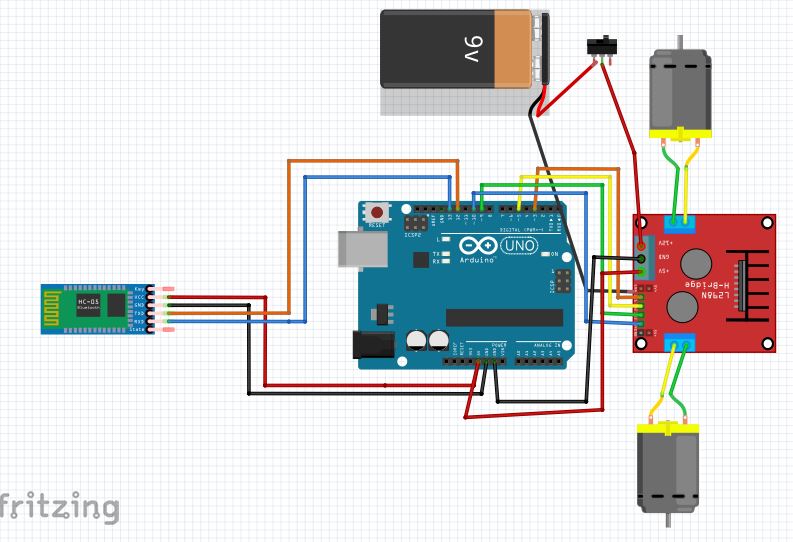 9v
RESET
ICSP2
L
TX
RX
Arduino
UNO
ON
ICSP
DIGITAL (PWM=~)
POWER
ANALOG IN
HC-05
Bluetooth
Key
VCC
GND
TXD
RXD
State
+12V
GND
+5V
L298N
H-Bridge
fritzing